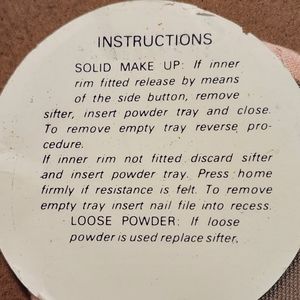 INSTRUCTIONS
SOLID MAKE UP: If inner
rim fitted release by means
of the side button, remove
sifter, insert powder tray and close.
To remove empty tray reverse pro-
cedure.
If inner rim not fitted discard sifter
and insert powder tray. Press home
firmly if resistance is felt. To remove
empty tray insert nail file into recess.
LOOSE POWDER: If loose
powder is used replace sifter.